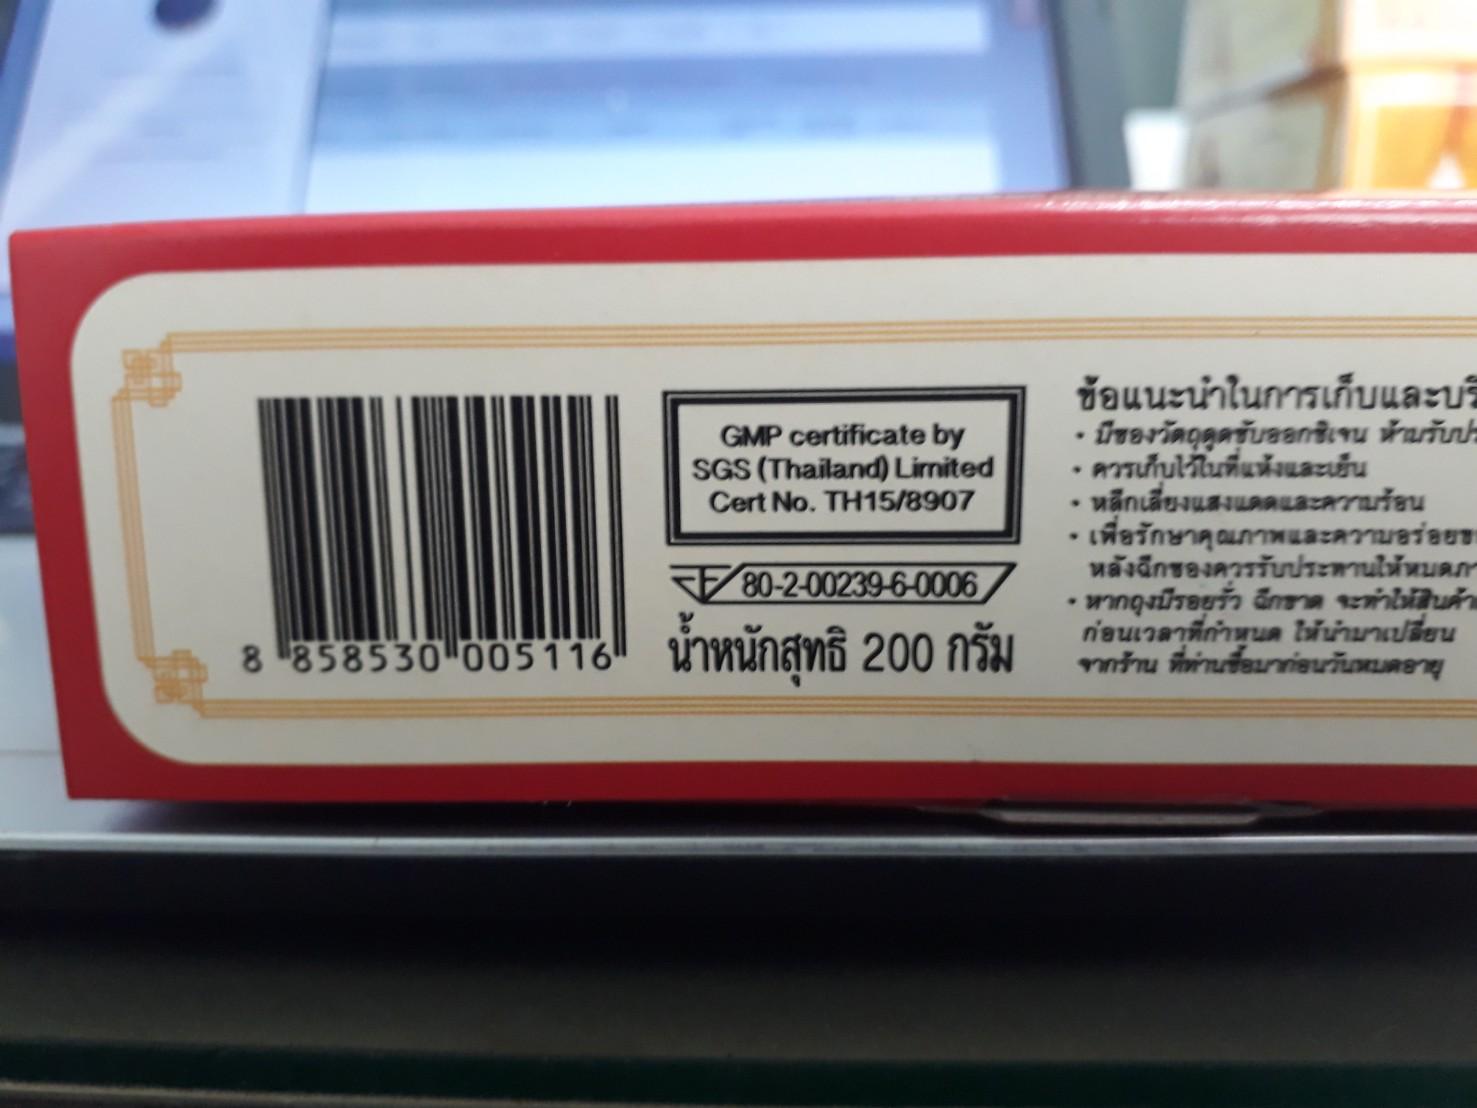 8 858530 005116
GMP certificate by
SGS (Thailand) Limited
Cert No. TH15/8907
80-2-00239-6-0006
น้ำหนักสุทธิ 200 กรัม
ข้อแนะนำในการเก็บและบริ
• มีซองวัตถุดูดซับออกซิเจน ห้ามรับประ
• ควรเก็บไว้ในที่แห้งและเย็น
• หลีกเลี่ยงแสงแดดและความร้อน
• เพื่อรักษาคุณภาพและความอร่อยข
หลังฉีกซองควรรับประทานให้หมดภา
• หากถุงมีรอยรั่ว ฉีกขาด จะทำให้สินค้า
ก่อนเวลาที่กำหนด ให้นำมาเปลี่ยน
จากร้าน ที่ท่านซื้อมาก่อนวันหมดอายุ